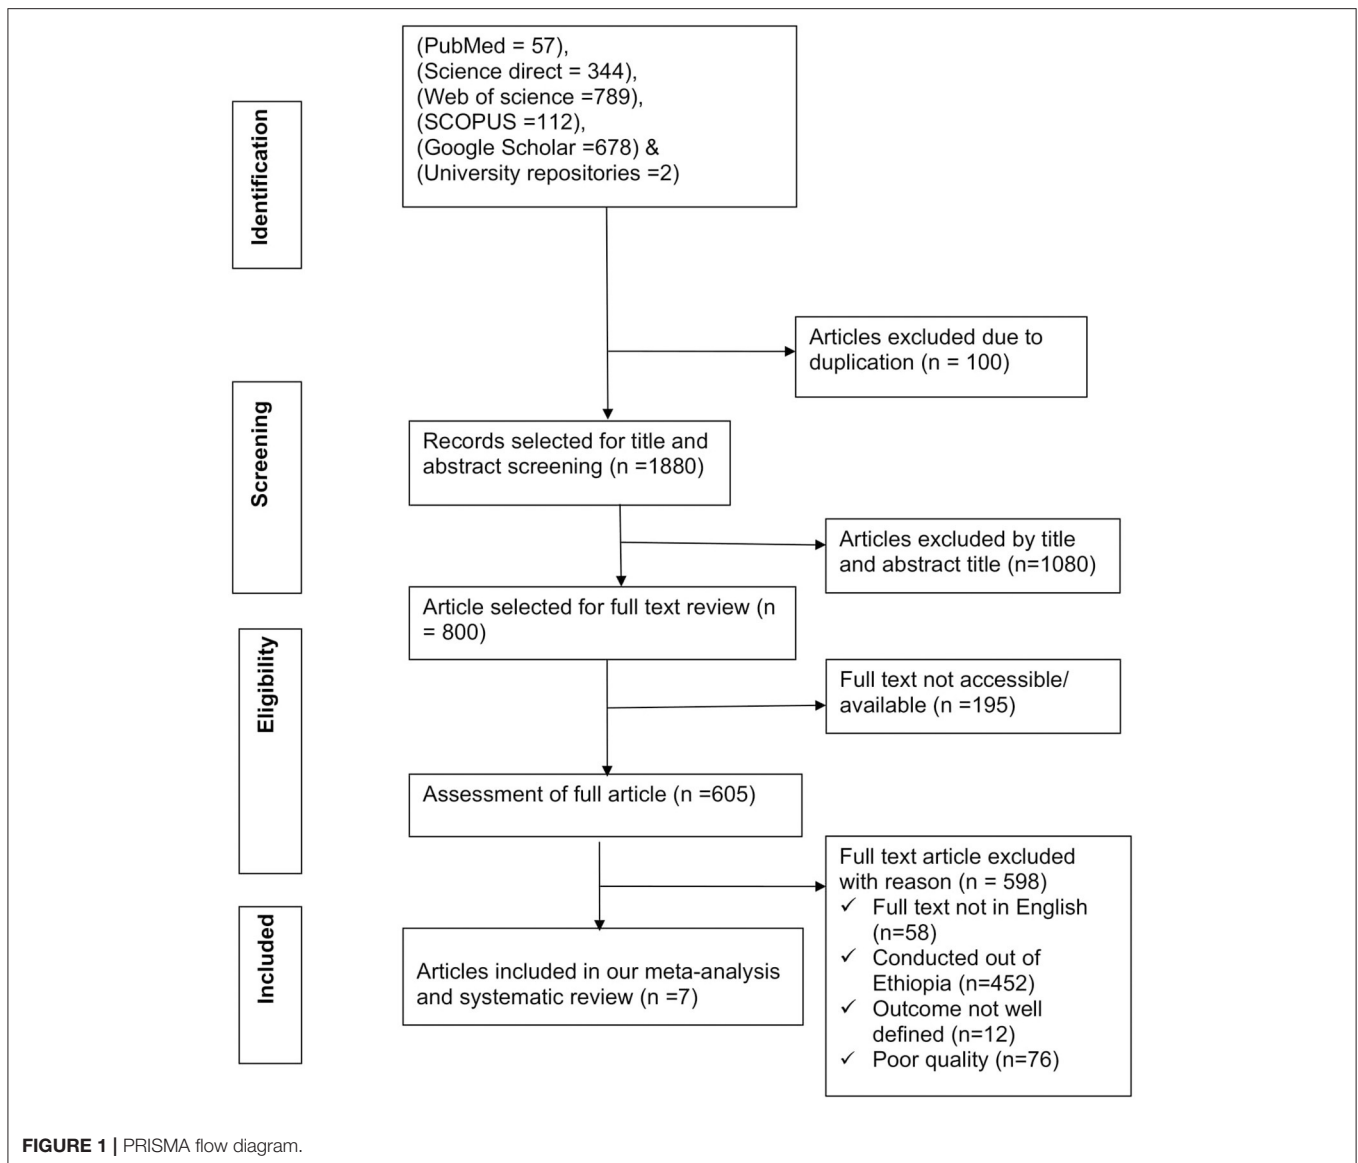 Identification
(PubMed = 57),
(Science direct = 344),
(Web of science =789),
(SCOPUS =112),
(Google Scholar =678) &
(University repositories =2)
Articles excluded due to
duplication (n = 100)
Screening
Records selected for title and
abstract screening (n =1880)
Articles excluded by title
and abstract title (n=1080)
Article selected for full text review (n
= 800)
Eligibility
Full text not accessible/
available (n =195)
Assessment of full article (n =605)
Full text article excluded
with reason (n = 598)
✓ Full text not in English
(n=58)
✓ Conducted out of
Ethiopia (n=452)
✓ Outcome not well
defined (n=12)
✓ Poor quality (n=76)
Included
Articles included in our meta-analysis
and systematic review (n =7)
FIGURE 1 | PRISMA flow diagram.